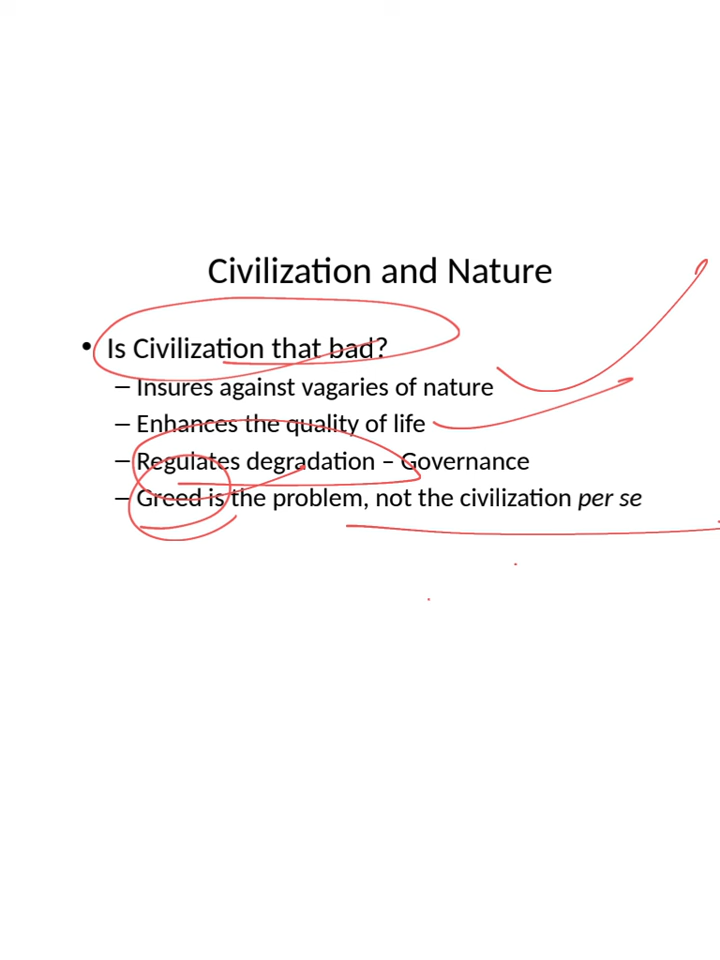 Civilization and Nature
• Is Civilization that bad?
– Insures against vagaries of nature
– Enhances the quality of life
– Regulates degradation – Governance
– Greed is the problem, not the civilization per se